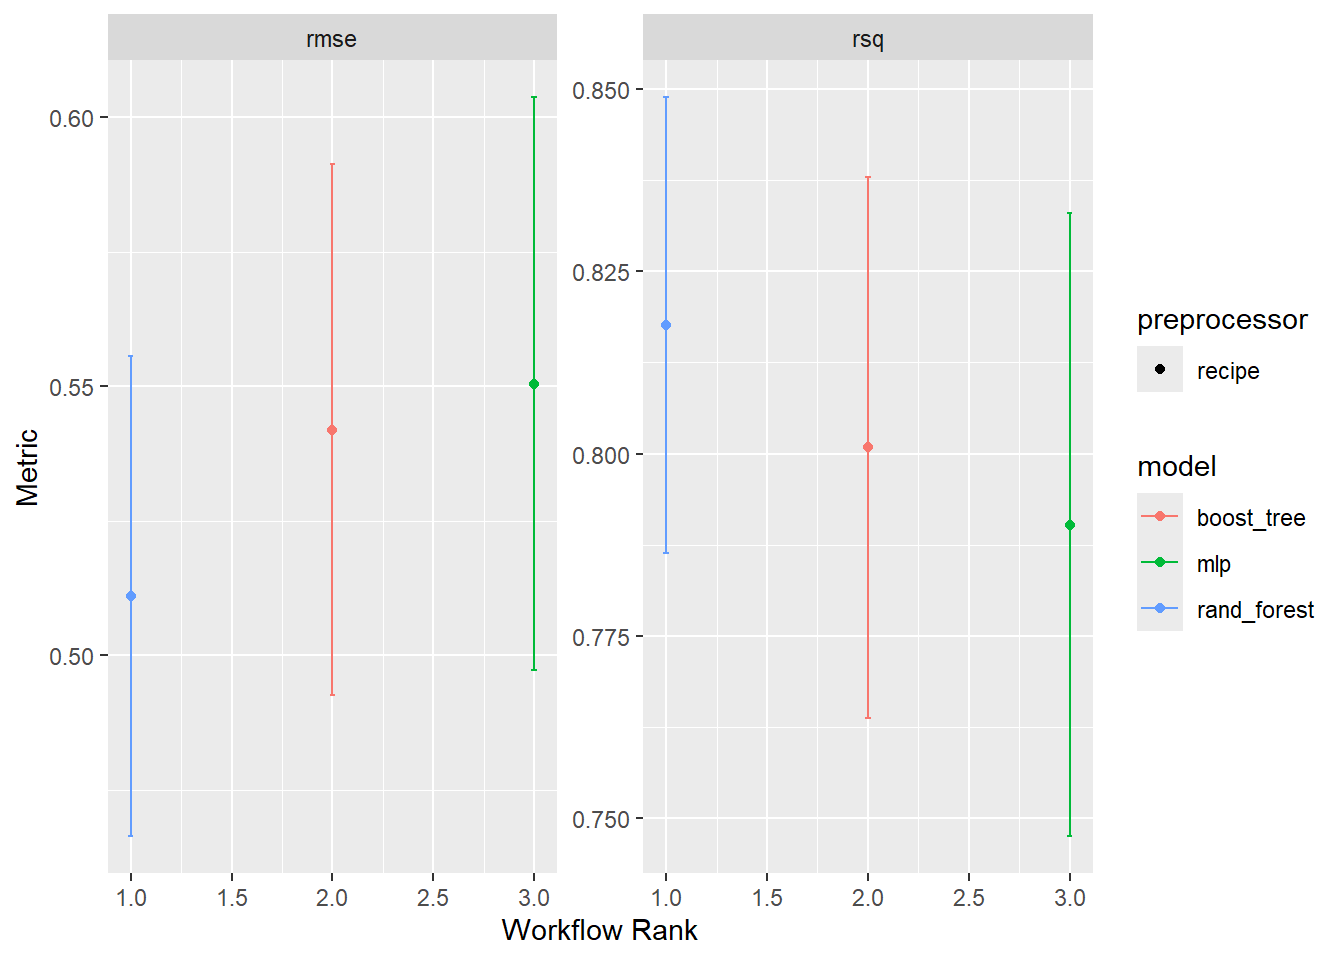 rmse
rsq
Metric
0.60
0.55
0.50
0.850
0.825
0.800
0.775
0.750
1.0 1.5 2.0 2.5 3.0
1.0 1.5 2.0 2.5 3.0
Workflow Rank
preprocessor
recipe
model
boost_tree
mlp
rand_forest